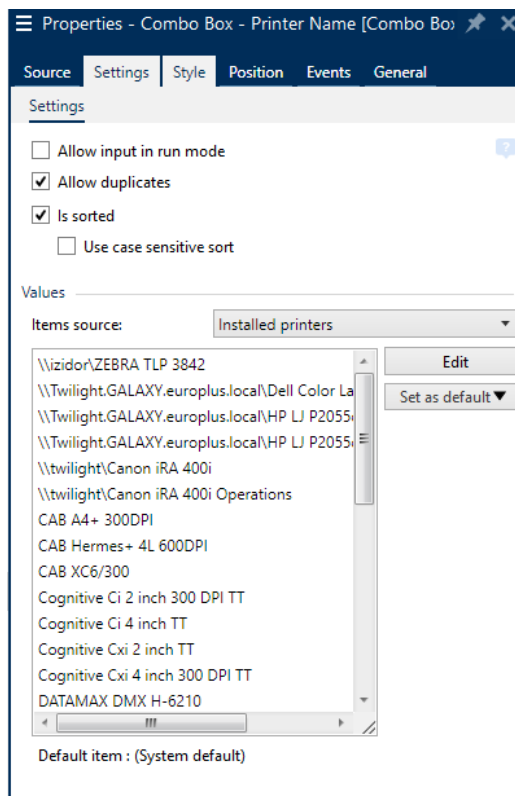 Properties - Combo Box - Printer Name [Combo Bo
Source Settings Style Position Events General
Settings
Allow input in run mode
?
Allow duplicates
Is sorted
Use case sensitive sort
Values
Items source: Installed printers
\\izidor\ZEBRA TLP 3842
Edit
\\Twilight.GALAXY.europlus.local\Dell Color La
Set as default
\\Twilight.GALAXY.europlus.local\HP LJ P2055
\\Twilight.GALAXY.europlus.local\HP LJ P2055
\\twilight\Canon iRA 400i
\\twilight\Canon iRA 400i Operations
CAB A4+ 300DPI
CAB Hermes+ 4L 600DPI
CAB XC6/300
Cognitive Ci 2 inch 300 DPI TT
Cognitive Ci 4 inch TT
Cognitive Cxi 2 inch TT
Cognitive Cxi 4 inch 300 DPI TT
DATAMAX DMX H-6210
Default item : (System default)